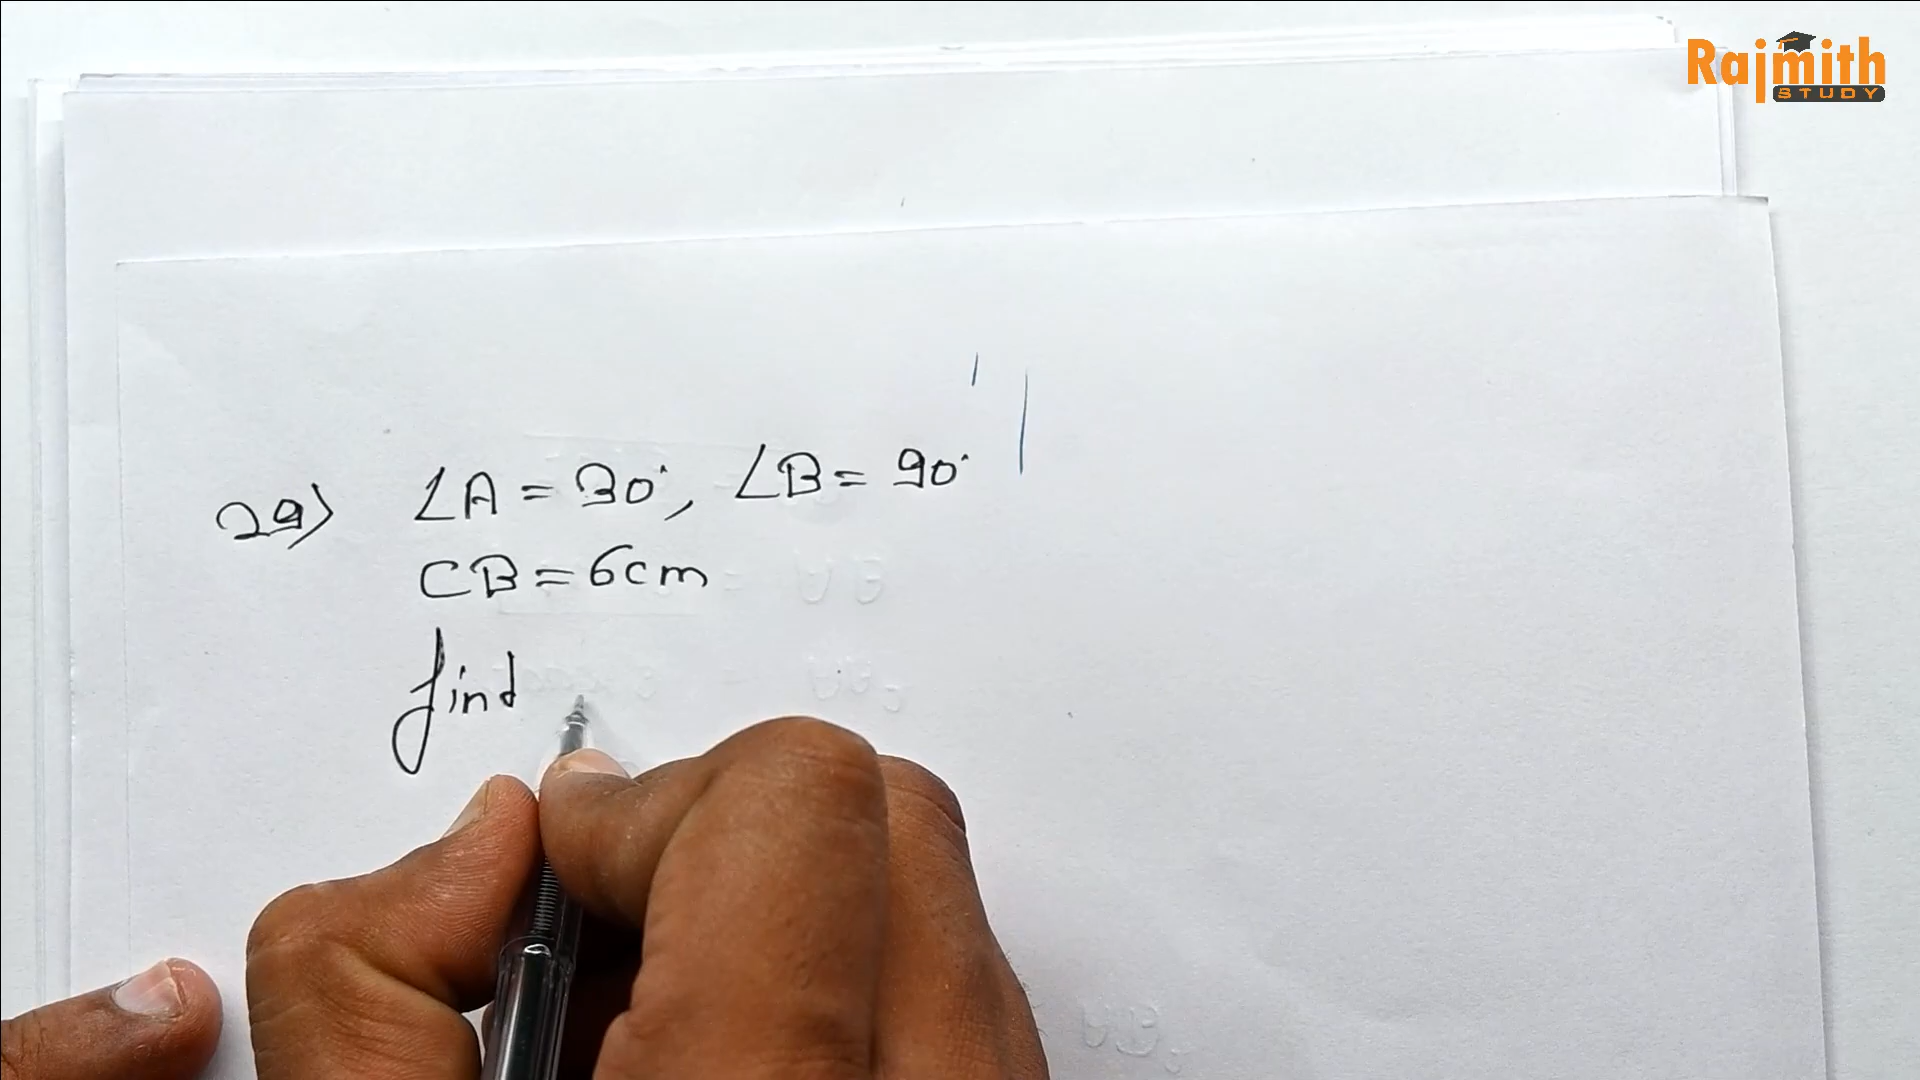 Rajmith
STUDY
29) ∠A = 30°, ∠B = 90°
CB = 6cm
find